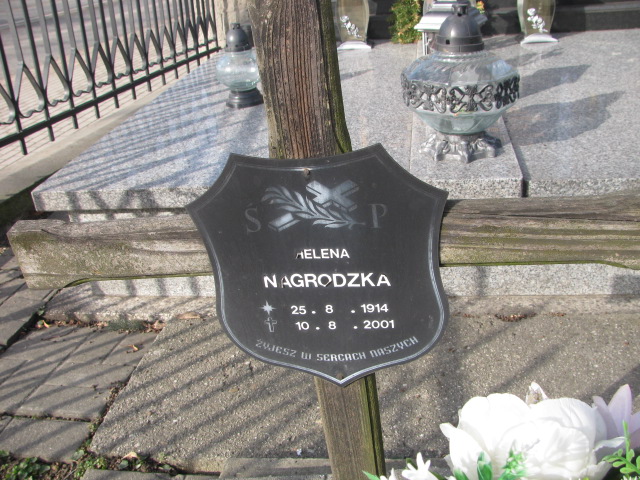 S P
HELENA
NAGRODZKA
25. 8 .1914
10. 8 .2001
ŻYJESZ W SERCACH NASZYCH